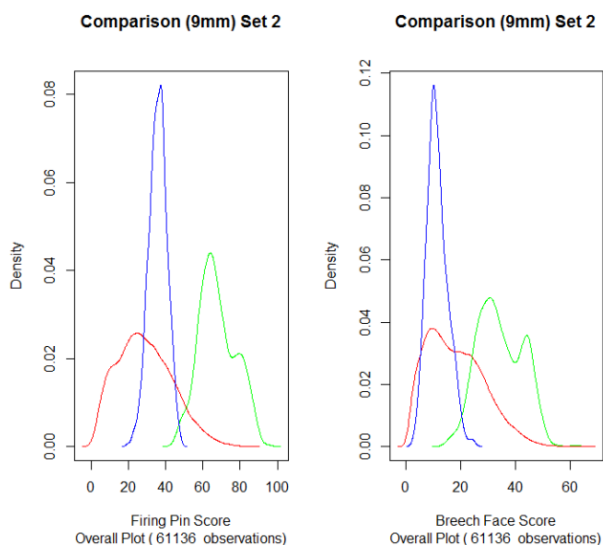 Comparison (9mm) Set 2
Density
0.00
0.02
0.04
0.06
0.08
0 20 40 60 80 100
Firing Pin Score
Overall Plot ( 61136 observations)
Comparison (9mm) Set 2
Density
0.00
0.02
0.04
0.06
0.08
0.10
0.12
0 20 40 60
Breech Face Score
Overall Plot ( 61136 observations)